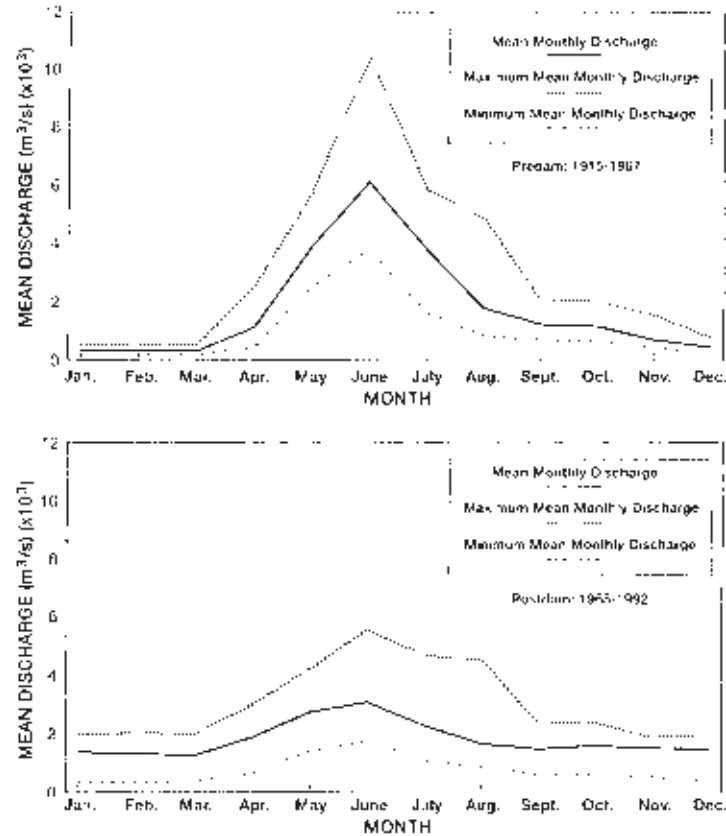 12
10
8
6
4
2
0
MEAN DISCHARGE (m³/s) (x10³)
Mean Monthly Discharge
Maximum Mean Monthly Discharge
Minimum Mean Monthly Discharge
Predam: 1915-1967
Jan. Feb. Mar. Apr. May June July Aug. Sept. Oct. Nov. Dec.
MONTH
12
10
8
6
4
2
0
MEAN DISCHARGE (m³/s) (x10³)
Mean Monthly Discharge
Maximum Mean Monthly Discharge
Minimum Mean Monthly Discharge
Postdam:
Jan. Feb. Mar. Apr. May June July Aug. Sept. Oct. Nov. Dec.
MONTH